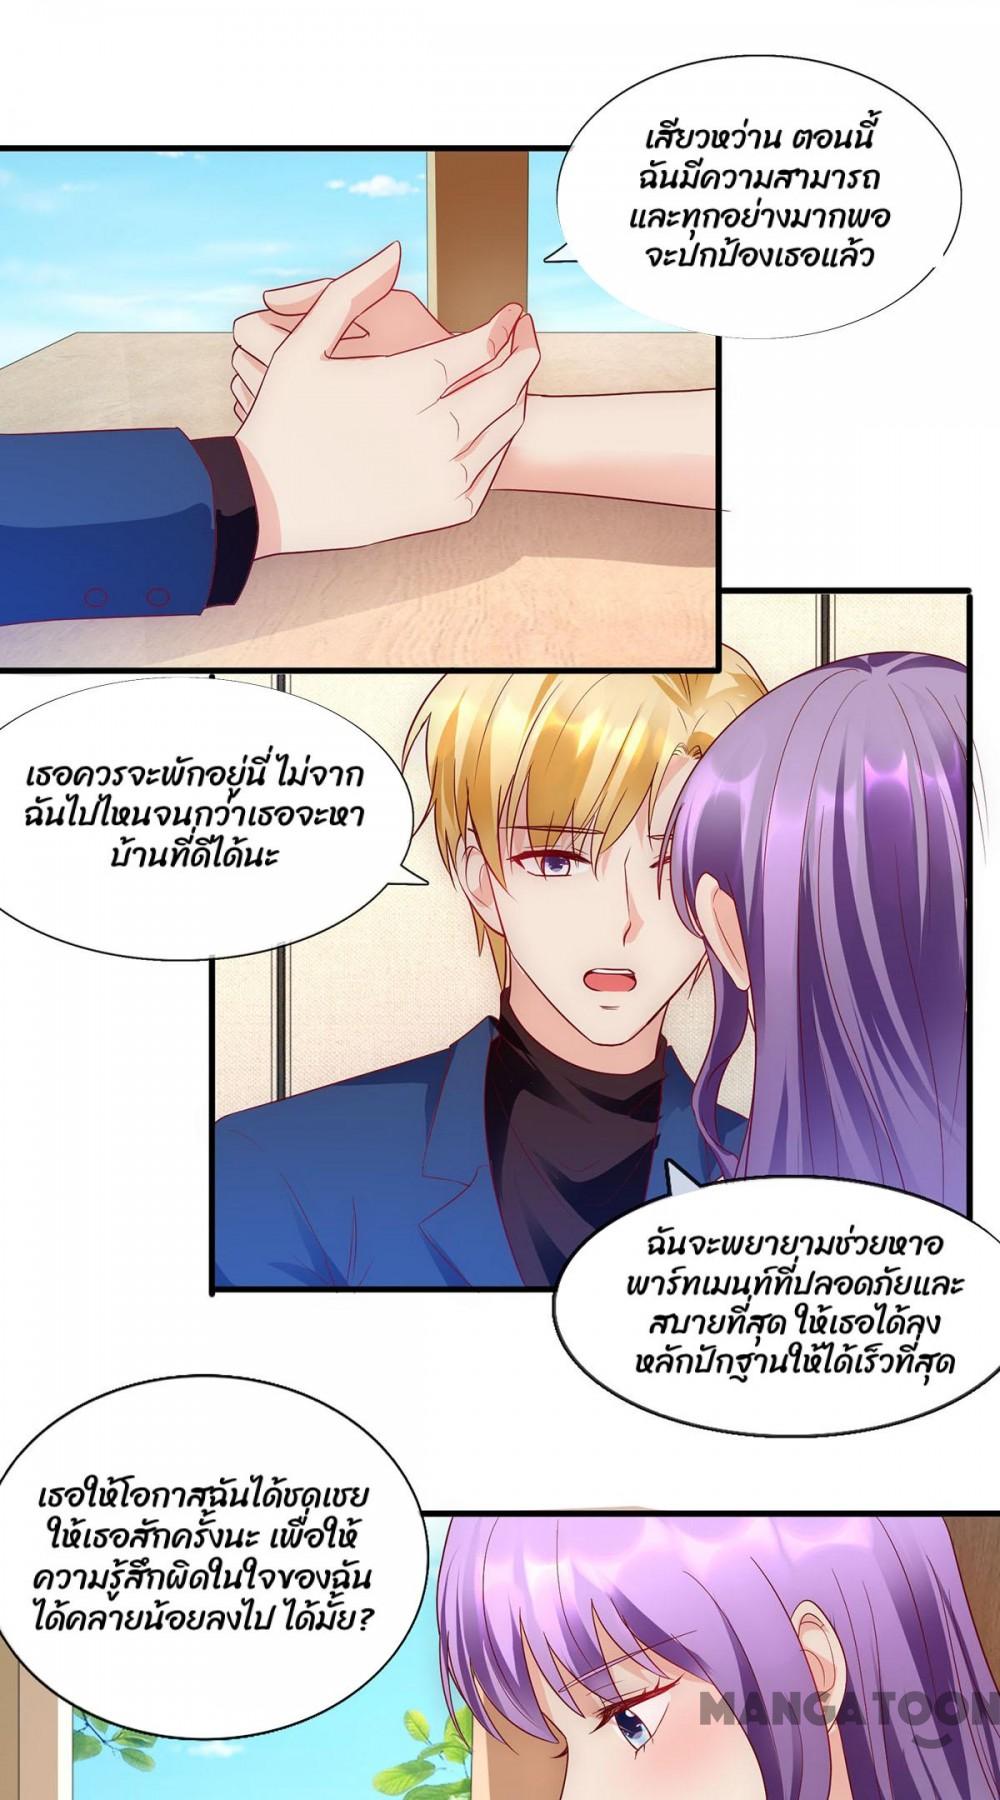 เสี่ยวหว่าน ตอนนี้
ฉันมีความสามารถ
และทุกอย่างมากพอ
จะปกป้องเธอแล้ว
เธอควรจะพักอยู่นี่ ไม่จาก
ฉันไปไหนจนกว่าเธอจะหา
บ้านที่ดีได้นะ
ฉันจะพยายามช่วยหาอ
พาร์ทเมนท์ที่ปลอดภัยและ
สบายที่สุด ให้เธอได้ลง
หลักปักฐานให้ได้เร็วที่สุด
เธอให้โอกาสฉันได้ชดเชย
ให้เธอสักครั้งนะ เพื่อให้
ความรู้สึกผิดในใจของฉัน
ได้คลายน้อยลงไป ได้มั้ย?
MANGATOON